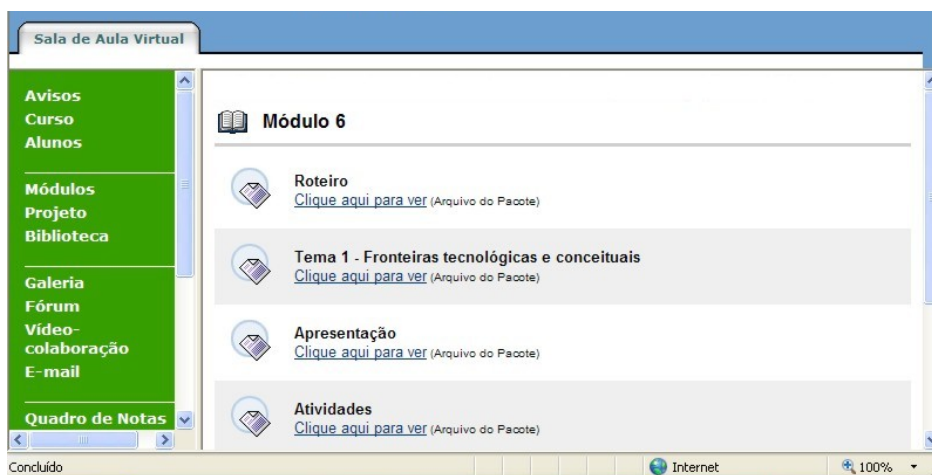 Sala de Aula Virtual
Avisos
Curso
Alunos
Módulos
Projeto
Biblioteca
Galeria
Fórum
Vídeo-
colaboração
E-mail
Quadro de Notas
Módulo 6
Roteiro
Clique aqui para ver (Arquivo do Pacote)
Tema 1 - Fronteiras tecnológicas e conceituais
Clique aqui para ver (Arquivo do Pacote)
Apresentação
Clique aqui para ver (Arquivo do Pacote)
Atividades
Clique aqui para ver (Arquivo do Pacote)
Concluído
Internet
100%